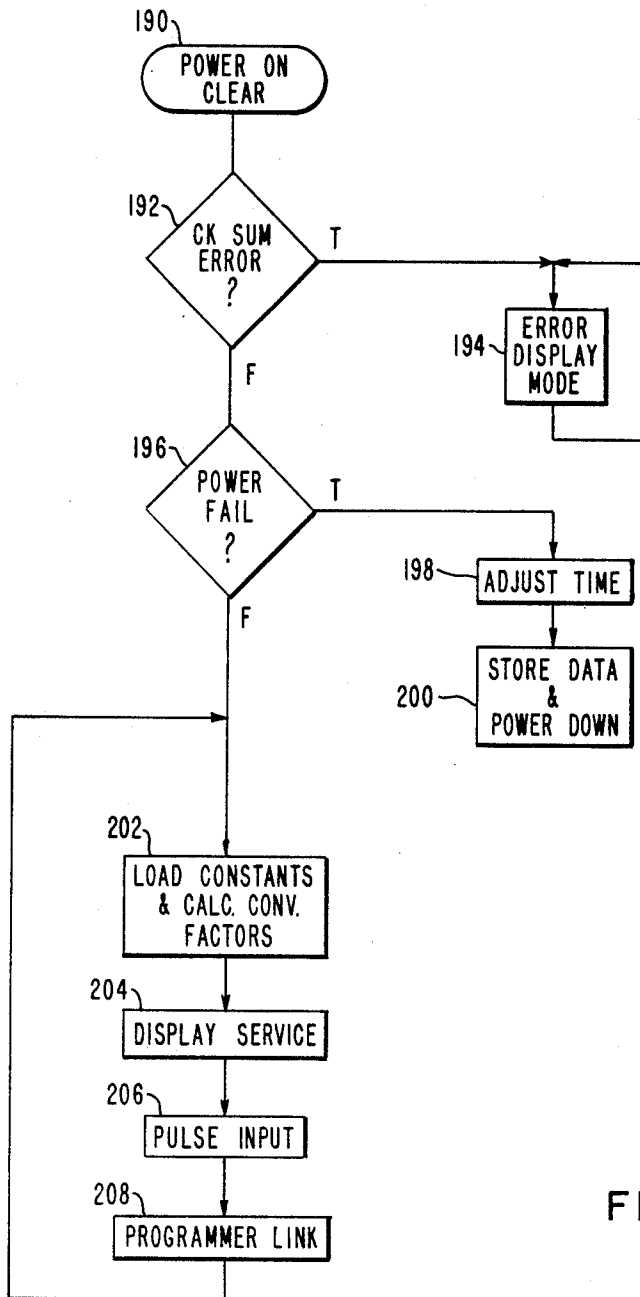 190
POWER ON
CLEAR
192
CK SUM
ERROR
?
T
F
194
ERROR
DISPLAY
MODE
196
POWER
FAIL
?
T
F
198
ADJUST TIME
200
STORE DATA
&
POWER DOWN
202
LOAD CONSTANTS
& CALC. CONV.
FACTORS
204
DISPLAY SERVICE
206
PULSE INPUT
208
PROGRAMMER LINK